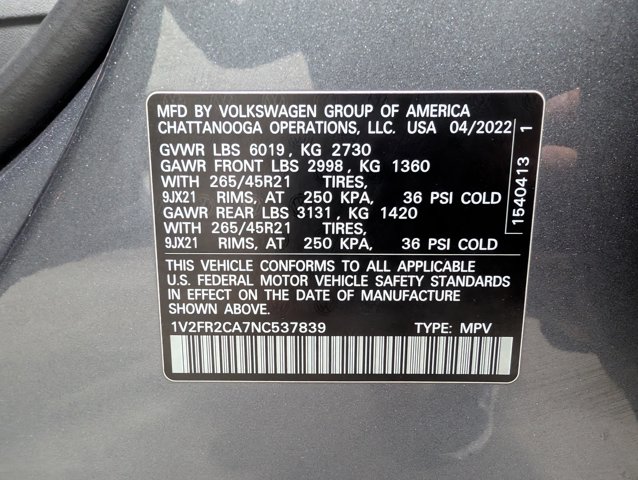 MFD BY VOLKSWAGEN GROUP OF AMERICA
CHATTANOOGA OPERATIONS, LLC. USA 04/2022
GVWR LBS 6019, KG 2730
GAWR FRONT LBS 2998, KG 1360
WITH 265/45R21 TIRES,
9JX21 RIMS, AT 250 KPA, 36 PSI COLD
GAWR REAR LBS 3131, KG 1420
WITH 265/45R21 TIRES,
9JX21 RIMS, AT 250 KPA, 36 PSI COLD
THIS VEHICLE CONFORMS TO ALL APPLICABLE
U.S. FEDERAL MOTOR VEHICLE SAFETY STANDARDS
IN EFFECT ON THE DATE OF MANUFACTURE
SHOWN ABOVE.
1V2FR2CA7NC537839 TYPE: MPV
1540413 1